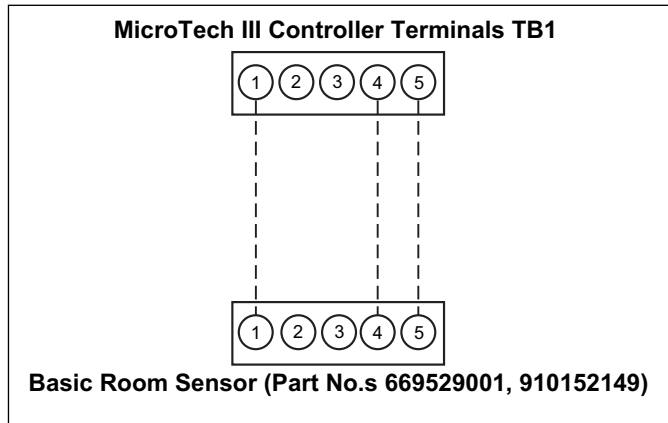 MicroTech III Controller Terminals TB1
1 2 3 4 5
1 2 3 4 5
Basic Room Sensor (Part No.s 669529001, 910152149)